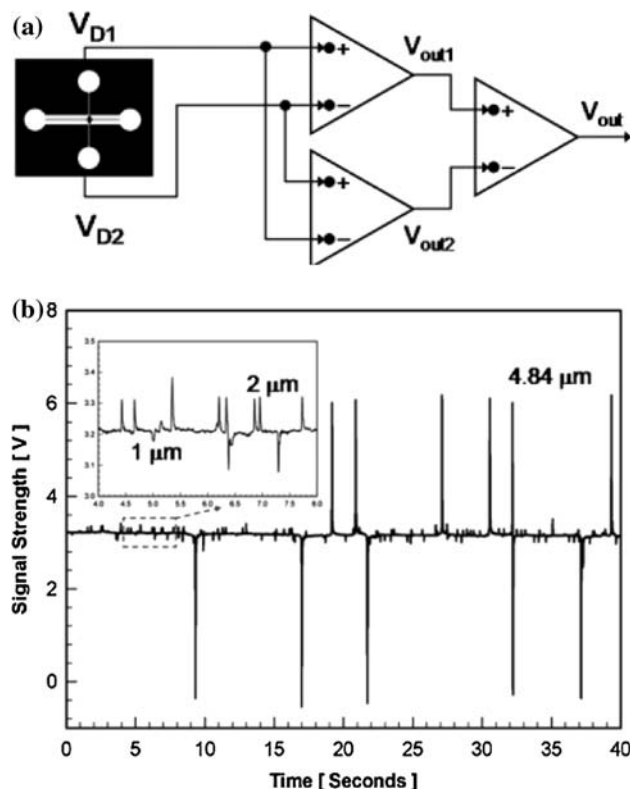 (a)
V_D1
V_D2
+
−
V_out1
+
−
V_out2
+
−
V_out
(b)
8
6
4
2
0
Signal Strength [ V ]
3.5
3.4
3.3
3.2
3.1
3.0
4.0 4.5 5.0 5.5 6.0 6.5 7.0 7.5 8.0
1 μm
2 μm
4.84 μm
0 5 10 15 20 25 30 35 40
Time [ Seconds ]